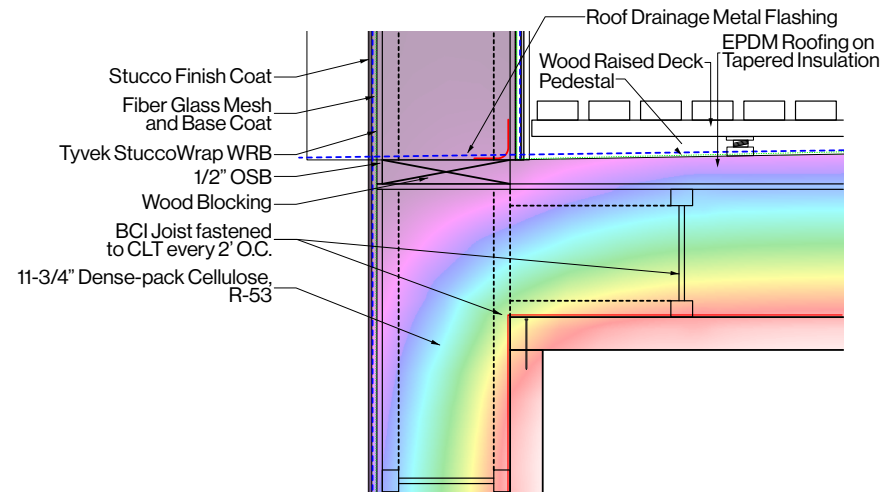 Roof Drainage Metal Flashing
EPDM Roofing on
Tapered Insulation
Wood Raised Deck
Pedestal
Stucco Finish Coat
Fiber Glass Mesh
and Base Coat
Tyvek StuccoWrap WRB
1/2” OSB
Wood Blocking
BCI Joist fastened
to CLT every 2' O.C.
11-3/4” Dense-pack Cellulose,
R-53